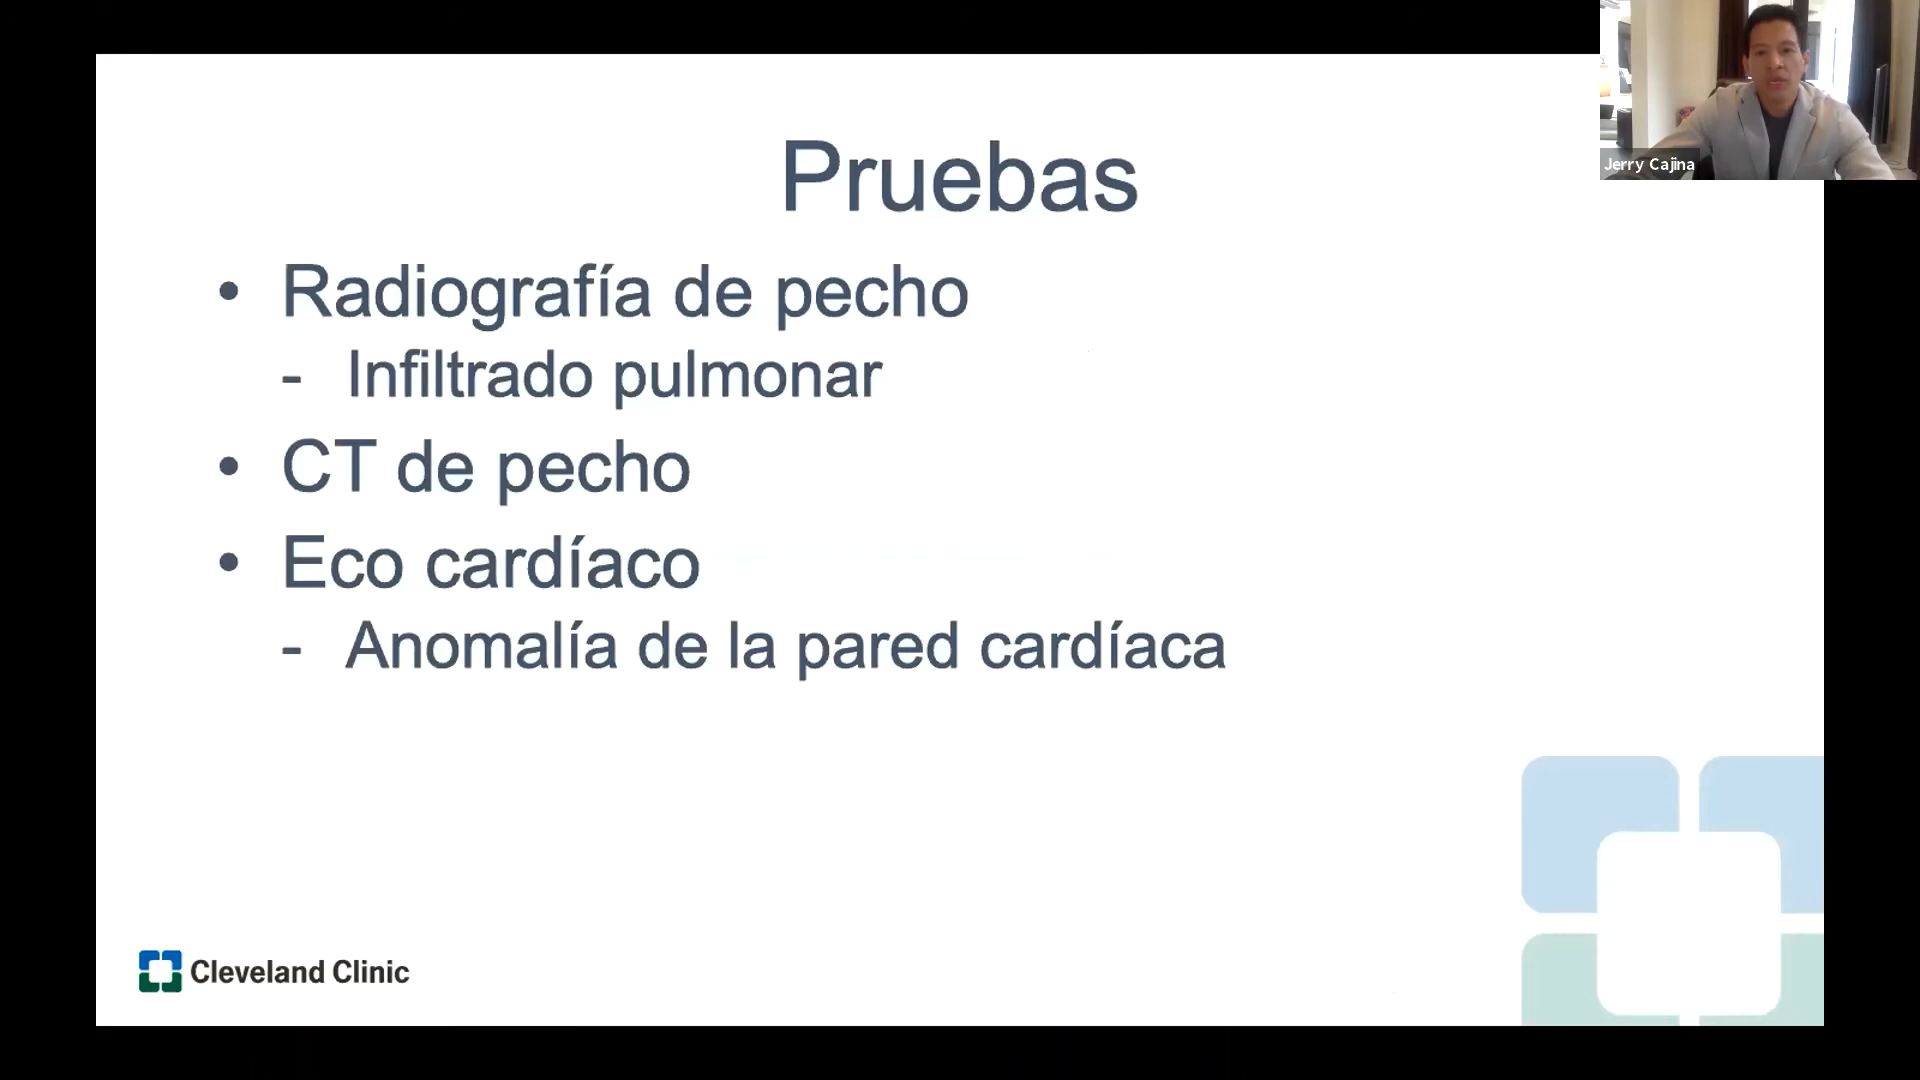 Jerry Cajina
Pruebas
• Radiografía de pecho
- Infiltrado pulmonar
• CT de pecho
• Eco cardíaco
- Anomalía de la pared cardíaca
Cleveland Clinic